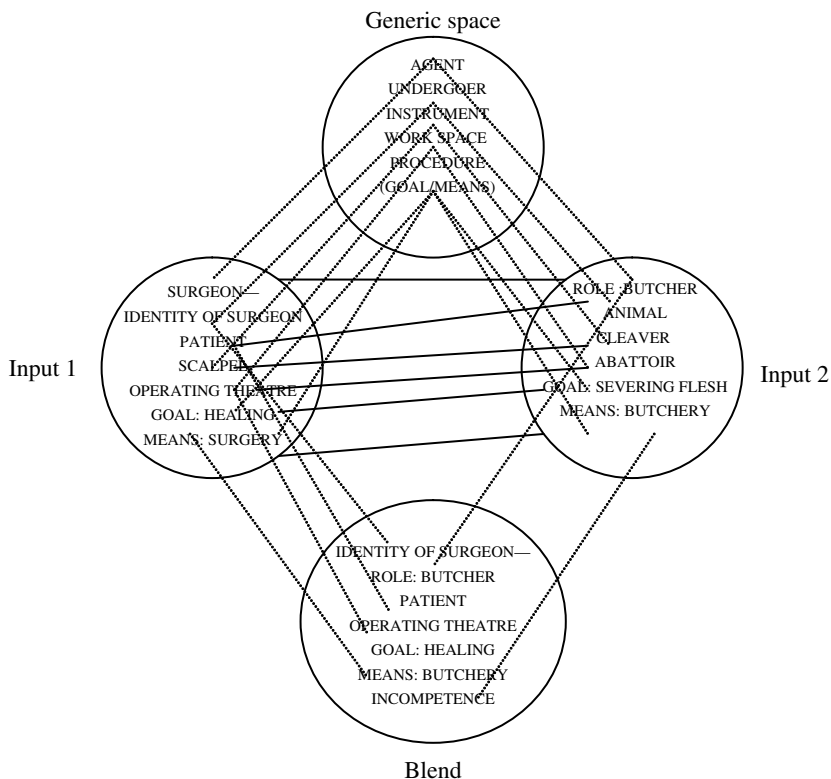 Generic space
AGENT
UNDERGOER
INSTRUMENT
WORK SPACE
PROCEDURE
(GOAL/MEANS)
Input 1
SURGEON—
IDENTITY OF SURGEON
PATIENT
SCALPEL
OPERATING THEATRE
GOAL: HEALING
MEANS: SURGERY
ROLE :BUTCHER
ANIMAL
CLEAVER
ABATTOIR
GOAL: SEVERING FLESH
MEANS: BUTCHERY
Input 2
IDENTITY OF SURGEON—
ROLE: BUTCHER
PATIENT
OPERATING THEATRE
GOAL: HEALING
MEANS: BUTCHERY
INCOMPETENCE
Blend